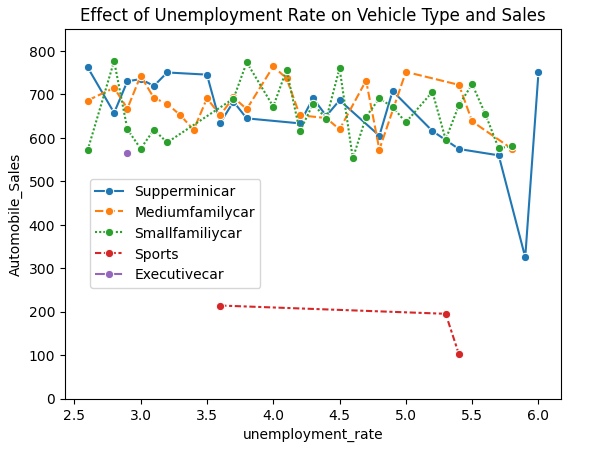 Effect of Unemployment Rate on Vehicle Type and Sales
Automobile_Sales
800
700
600
500
400
300
200
100
0
Supperminicar
Mediumfamilycar
Smallfamiliycar
Sports
Executivecar
2.5 3.0 3.5 4.0 4.5 5.0 5.5 6.0
unemployment_rate